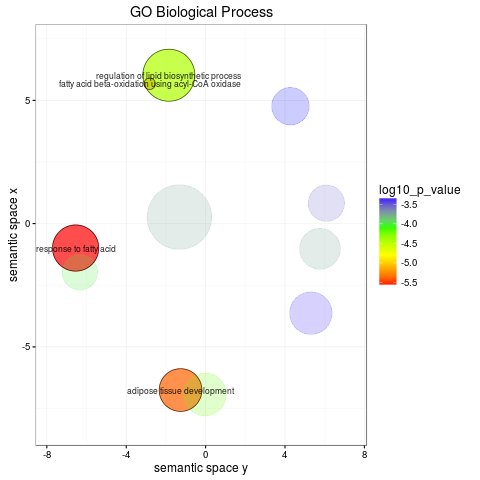 GO Biological Process
regulation of lipid biosynthetic process
fatty acid beta-oxidation using acyl-CoA oxidase
response to fatty acid
adipose tissue development
5
0
-5
-8
-4
0
4
8
semantic space x
semantic space y
log10_p_value
-3.5
-4.0
-4.5
-5.0
-5.5